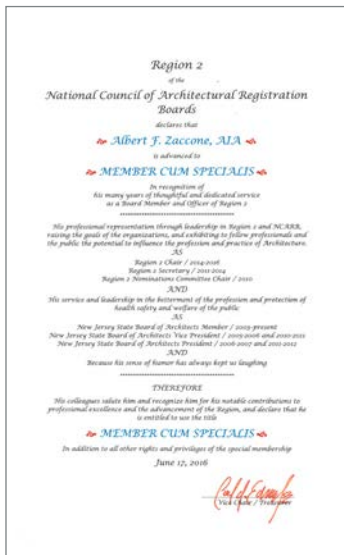 Region 2
of the
National Council of Architectural Registration
Boards
declares that
Albert F. Zaccone, AIA
is advanced to
MEMBER CUM SPECIALIS
In recognition of
his many years of thoughtful and dedicated service
as a Board Member and Officer of Region 2
His professional representation through leadership in Region 2 and NCARB,
raising the goals of the organizations, and exhibiting to fellow professionals and
the public the potential to influence the profession and practice of Architecture.
AS
Region 2 Chair / 2014-2016
Region 2 Secretary / 2011-2014
Region 2 Nominations Committee Chair / 2010
AND
His service and leadership in the betterment of the profession and protection of
health safety and welfare of the public
AS
New Jersey State Board of Architects Member / 2003-present
New Jersey State Board of Architects Vice President / 2005-2006 and 2010-2011
New Jersey State Board of Architects President / 2006-2007 and 2011-2012
AND
Because his sense of humor has always kept us laughing
THEREFORE
His colleagues salute him and recognize him for his notable contributions to
professional excellence and the advancement of the Region, and declare that he
is entitled to use the title
MEMBER CUM SPECIALIS
In addition to all other rights and privileges of the special membership
June 17, 2016
Vice Chair / Treasurer